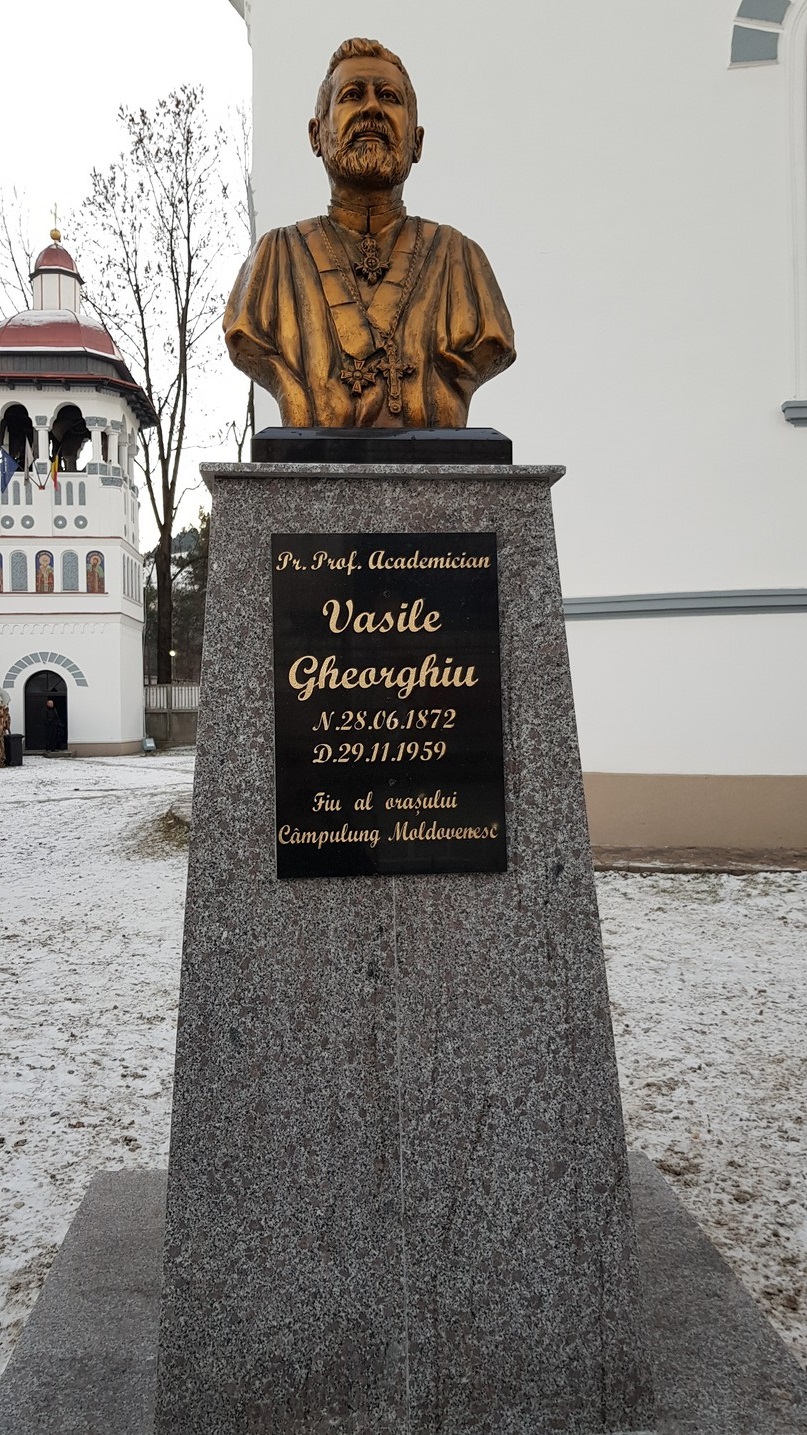 Pr. Prof. Academician
Vasile
Gheorghiu
N.28.06.1872
D.29.11.1959
Fiu al orașului
Câmpulung Moldovenesc